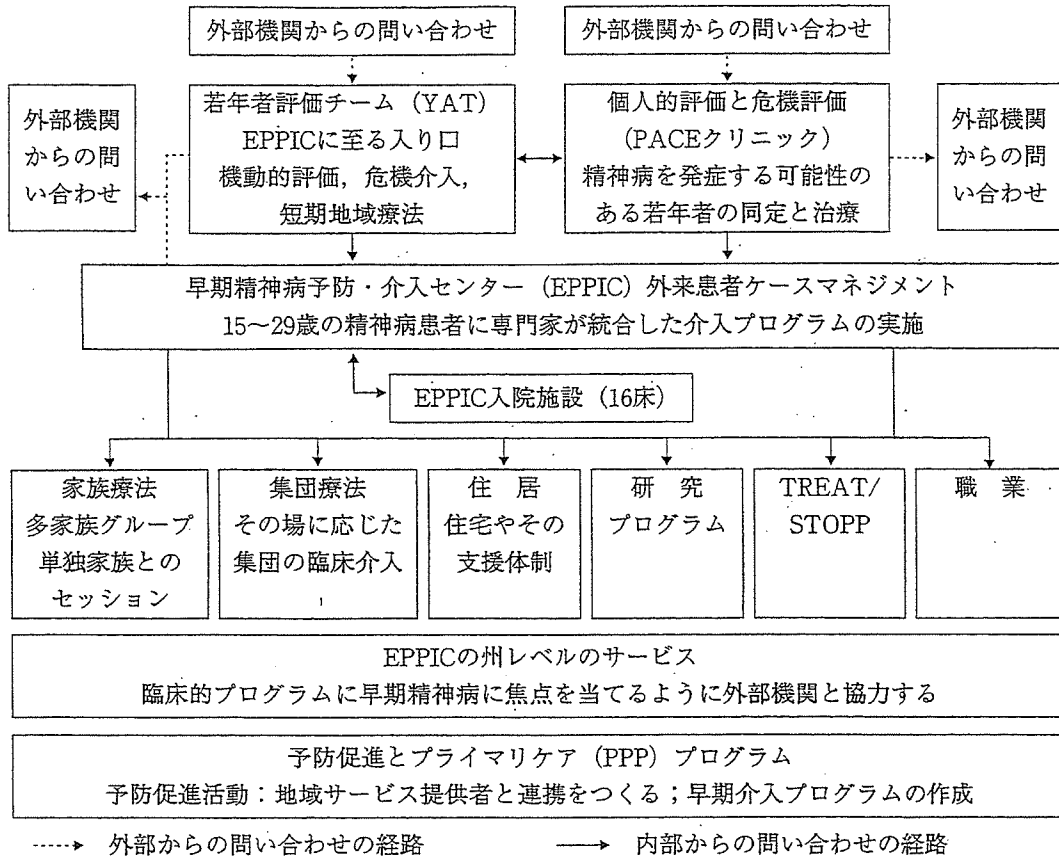 外部機関からの問い合わせ
外部機関からの問い合わせ
外部機関
からの問
い合わせ
若年者評価チーム（YAT）
EPPICに至る入り口
機動的評価，危機介入，
短期地域療法
個人的評価と危機評価
(PACEクリニック)
精神病を発症する可能性の
ある若年者の同定と治療
外部機関
からの問
い合わせ
早期精神病予防・介入センター（EPPIC）外来患者ケースマネジメント
15〜29歳の精神病患者に専門家が統合した介入プログラムの実施
EPPIC入院施設（16床）
家族療法
多家族グループ
単独家族との
セッション
集団療法
その場に応じた
集団の臨床介入
住　居
住宅やその
支援体制
研　究
プログラム
TREAT/
STOPP
職　業
EPPICの州レベルのサービス
臨床的プログラムに早期精神病に焦点を当てるように外部機関と協力する
予防促進とプライマリケア（PPP）プログラム
予防促進活動：地域サービス提供者と連携をつくる；早期介入プログラムの作成
外部からの問い合わせの経路
内部からの問い合わせの経路